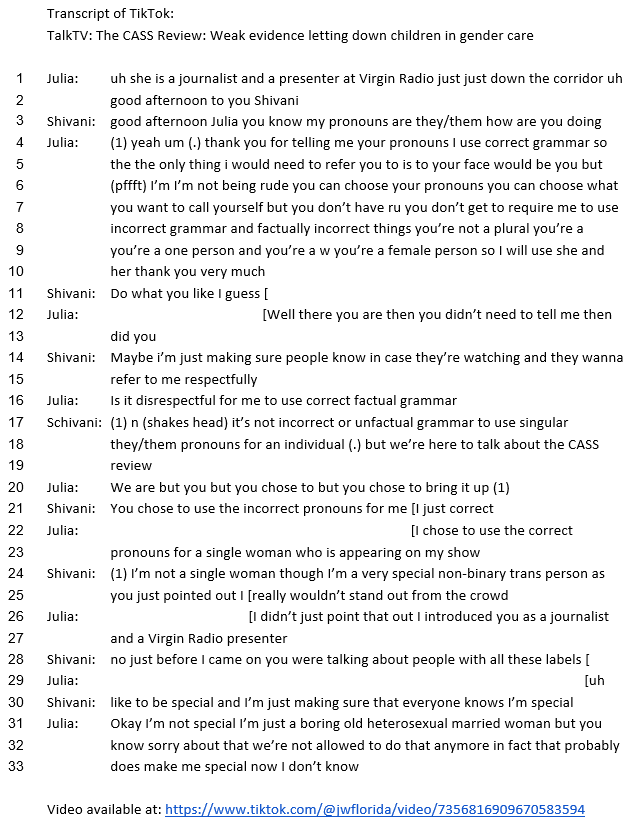 Transcript of TikTok:
TalkTV: The CASS Review: Weak evidence letting down children in gender care
1 Julia: uh she is a journalist and a presenter at Virgin Radio just just down the corridor uh
2 good afternoon to you Shivani
3 Shivani: good afternoon Julia you know my pronouns are they/them how are you doing
4 Julia: (1) yeah um (.) thank you for telling me your pronouns I use correct grammar so
5 the the only thing i would need to refer you to is to your face would be you but
6 (pffft) I’m I’m not being rude you can choose your pronouns you can choose what
7 you want to call yourself but you don’t have ru you don’t get to require me to use
8 incorrect grammar and factually incorrect things you’re not a plural you’re a
9 you’re a one person and you’re a w you’re a female person so I will use she and
10 her thank you very much
11 Shivani: Do what you like I guess [
12 Julia: [Well there you are then you didn’t need to tell me then
13 did you
14 Shivani: Maybe i’m just making sure people know in case they’re watching and they wanna
15 refer to me respectfully
16 Julia: Is it disrespectful for me to use correct factual grammar
17 Schivani: (1) n (shakes head) it’s not incorrect or unfactual grammar to use singular
18 they/them pronouns for an individual (.) but we’re here to talk about the CASS
19 review
20 Julia: We are but you but you chose to but you chose to bring it up (1)
21 Shivani: You chose to use the incorrect pronouns for me [I just correct
22 Julia: [I chose to use the correct
23 pronouns for a single woman who is appearing on my show
24 Shivani: (1) I’m not a single woman though I’m a very special non-binary trans person as
25 you just pointed out I [really wouldn’t stand out from the crowd
26 Julia: [I didn’t just point that out I introduced you as a journalist
27 and a Virgin Radio presenter
28 Shivani: no just before I came on you were talking about people with all these labels [
29 Julia: [uh
30 Shivani: like to be special and I’m just making sure that everyone knows I’m special
31 Julia: Okay I’m not special I’m just a boring old heterosexual married woman but you
32 know sorry about that we’re not allowed to do that anymore in fact that probably
33 does make me special now I don’t know
Video available at: https://www.tiktok.com/@jwflorida/video/7356816909670583594